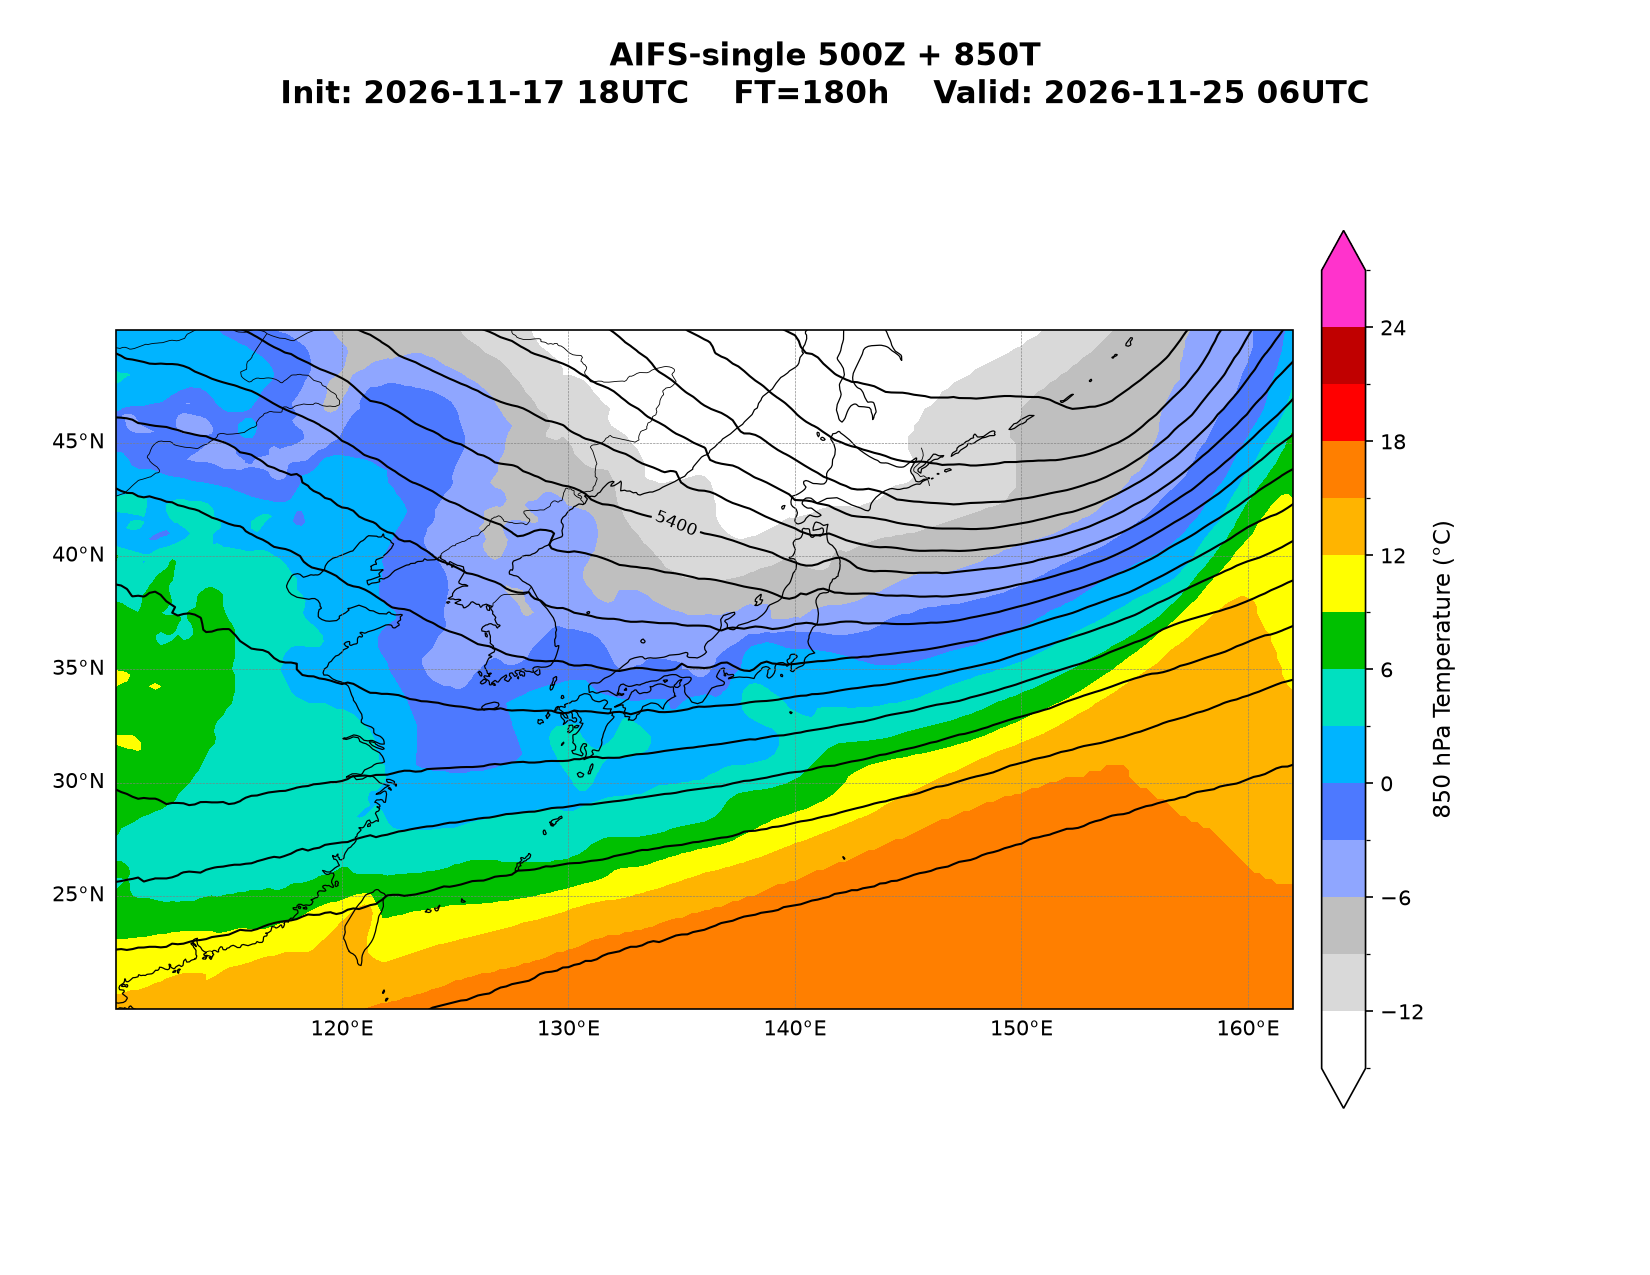 AIFS-single 500Z + 850T
Init: 2026-11-17 18UTC    FT=180h    Valid: 2026-11-25 06UTC
45°N
40°N
35°N
30°N
25°N
120°E
130°E
140°E
150°E
160°E
5400
24
18
12
6
0
−6
−12
850 hPa Temperature (°C)